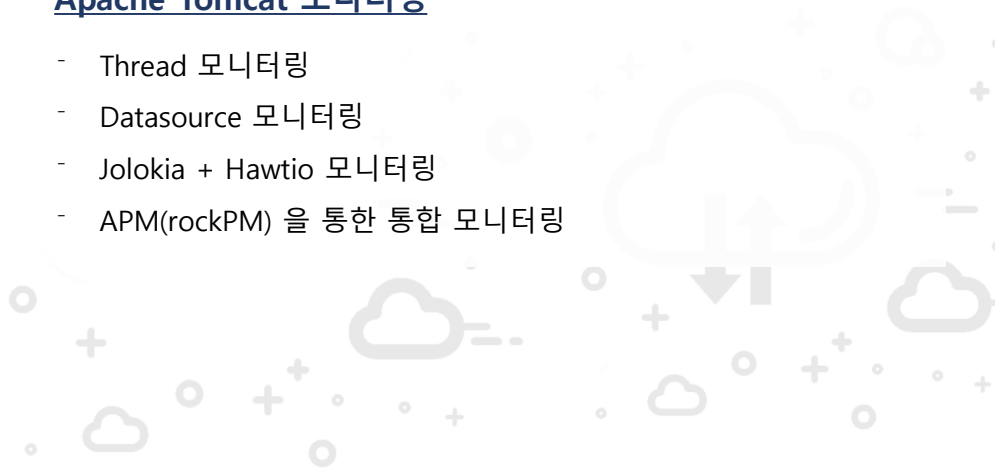 Apache Tomcat 모니터링
- Thread 모니터링
- Datasource 모니터링
- Jolokia + Hawtio 모니터링
- APM(rockPM) 을 통한 통합 모니터링